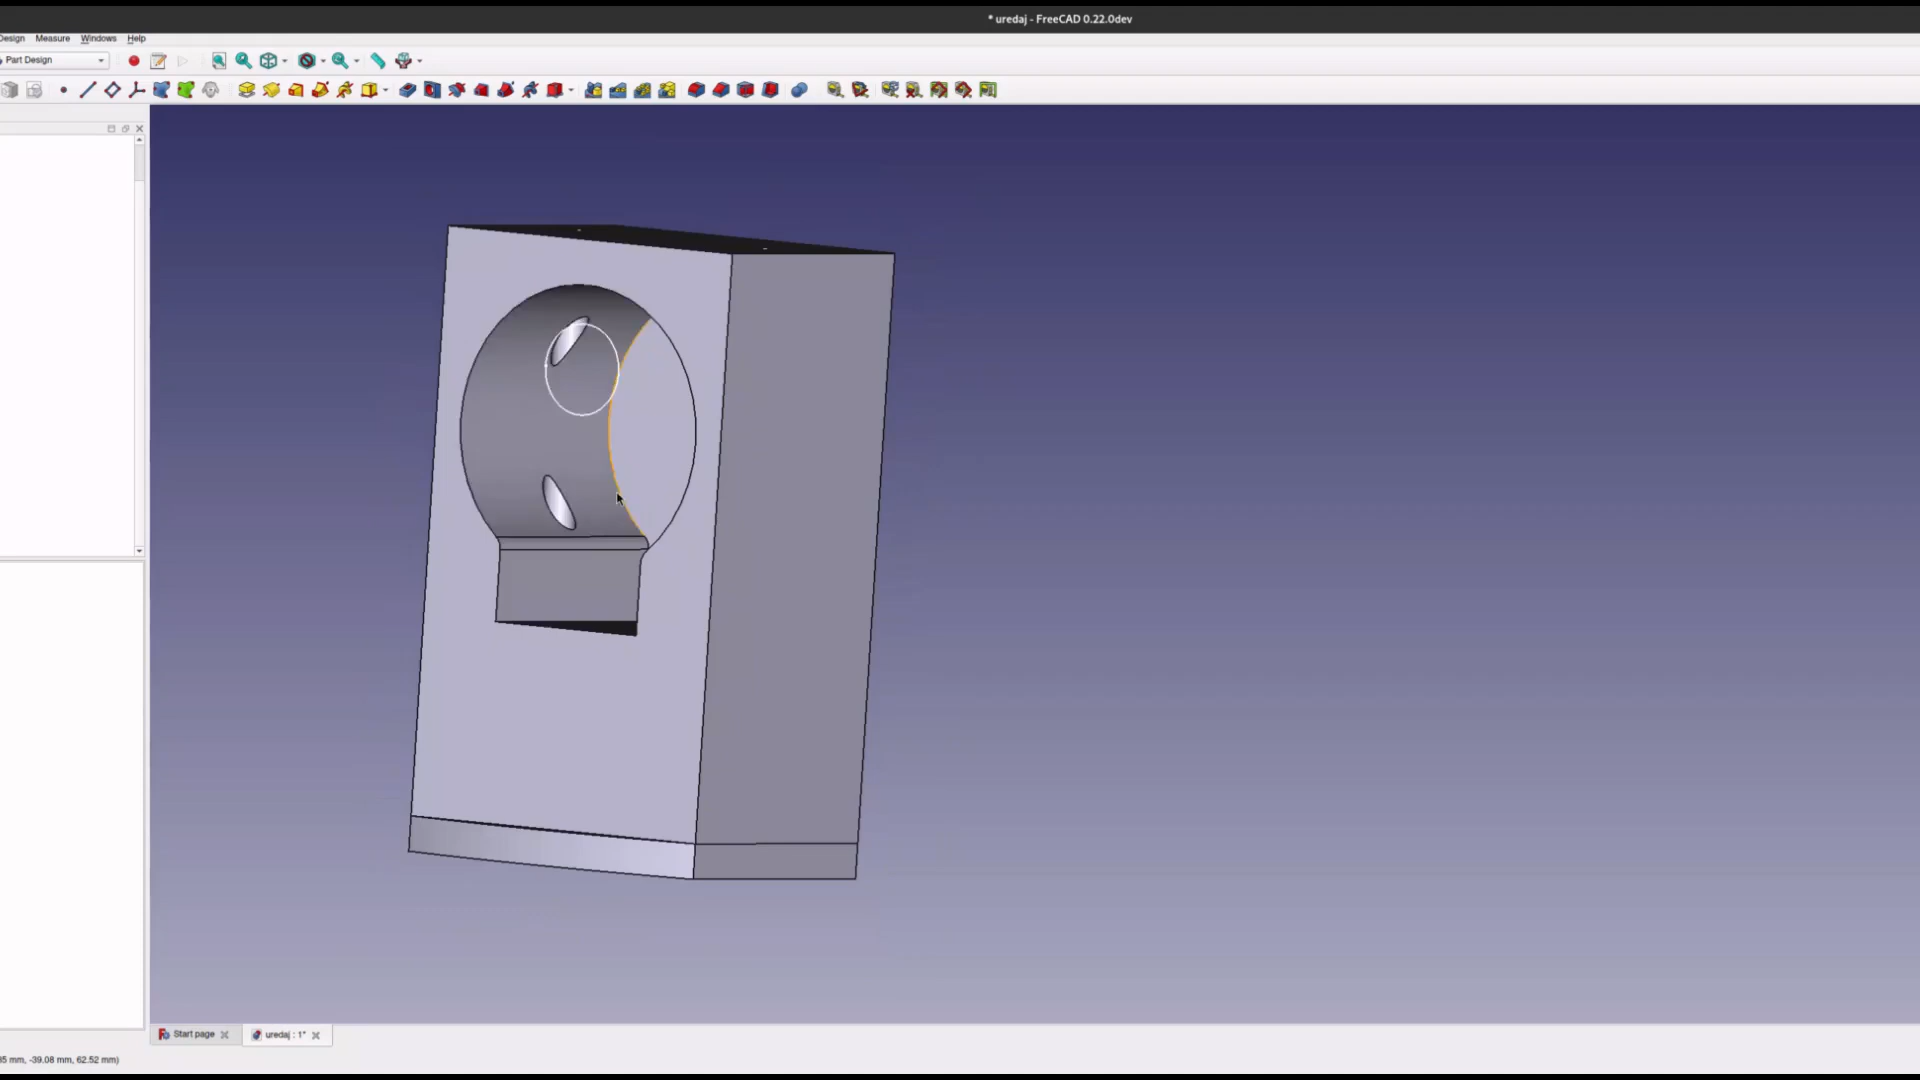 * uredaj - FreeCAD 0.22.0dev
Design Measure Windows Help
Part Design
Start page
uredaj : 1*
35 mm, -39.08 mm, 62.52 mm)